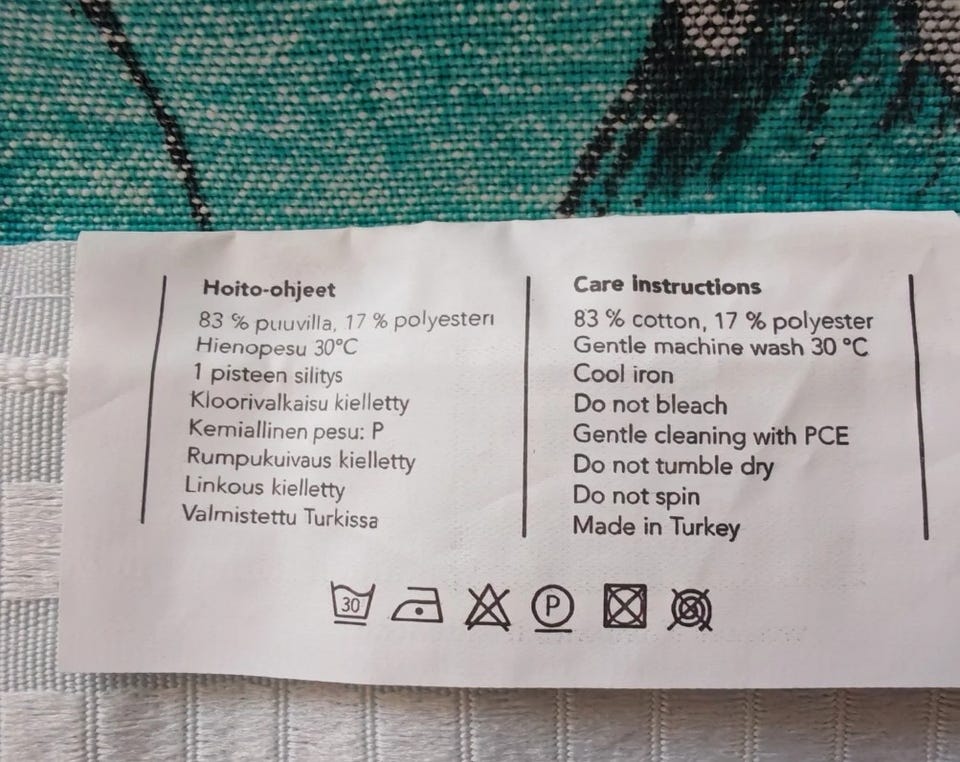 Hoito-ohjeet
83 % puuvilla, 17 % polyesteri
Hienopesu 30°C
1 pisteen silitys
Kloorivalkaisu kielletty
Kemiallinen pesu: P
Rumpukuivaus kielletty
Linkous kielletty
Valmistettu Turkissa
Care instructions
83 % cotton, 17 % polyester
Gentle machine wash 30 °C
Cool iron
Do not bleach
Gentle cleaning with PCE
Do not tumble dry
Do not spin
Made in Turkey
30 P